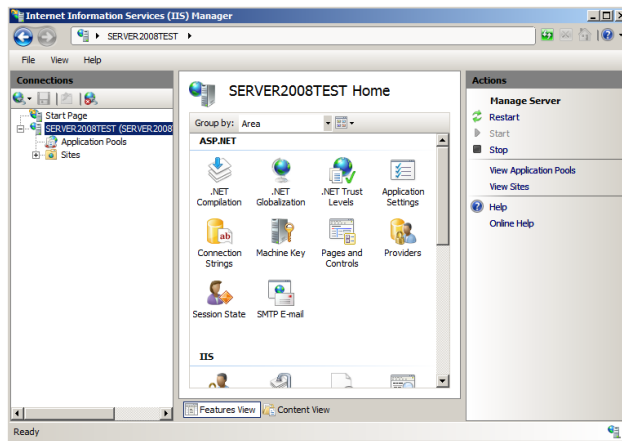 Internet Information Services (IIS) Manager
SERVER2008TEST
File View Help
Connections
Start Page
SERVER2008TEST (SERVER2008
Application Pools
Sites
SERVER2008TEST Home
Group by: Area
ASP.NET
.NET Compilation
.NET Globalization
.NET Trust Levels
Application Settings
Connection Strings
Machine Key
Pages and Controls
Providers
Session State
SMTP E-mail
IIS
Features View
Content View
Actions
Manage Server
Restart
Start
Stop
View Application Pools
View Sites
Help
Online Help
Ready